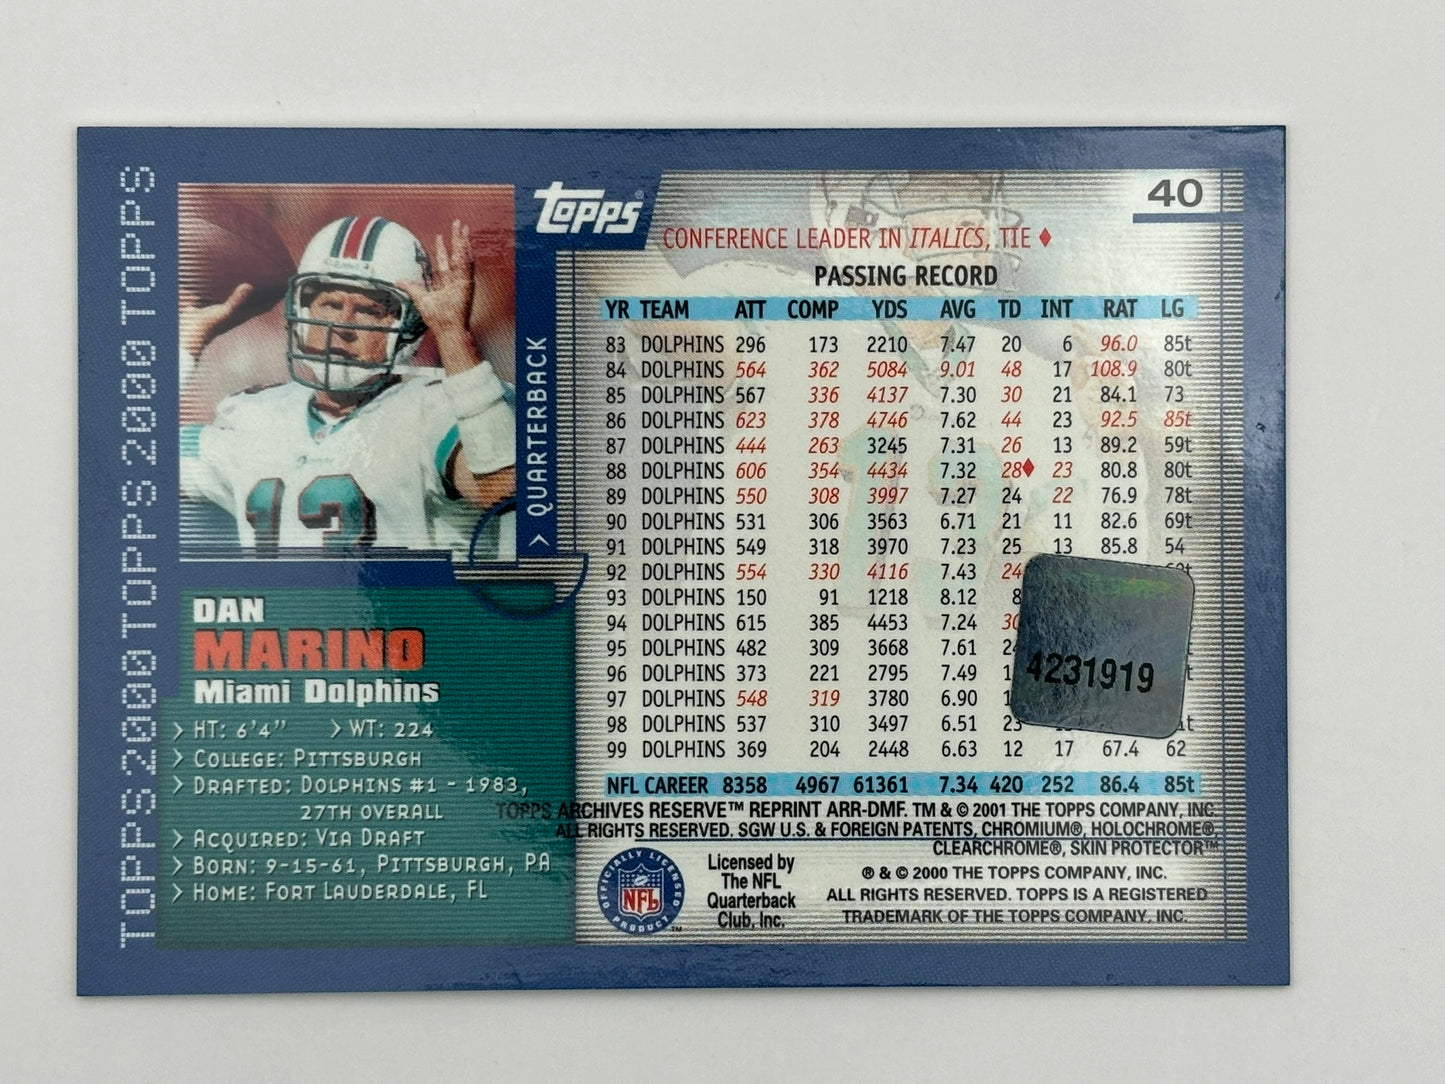 TOPPS 2000 TOPPS 2000 TOPPS 2000 TOPPS
TOPPS
40
CONFERENCE LEADER IN ITALICS, TIE ♦
PASSING RECORD
YR TEAM ATT COMP YDS AVG TD INT RAT LG
83 DOLPHINS 296 173 2210 7.47 20 6 96.0 85t
84 DOLPHINS 564 362 5084 9.01 48 17 108.9 80t
85 DOLPHINS 567 336 4137 7.30 30 21 84.1 73
86 DOLPHINS 623 378 4746 7.62 44 23 92.5 85t
87 DOLPHINS 444 263 3245 7.31 26 13 89.2 59t
88 DOLPHINS 606 354 4434 7.32 28♦ 23 80.8 80t
89 DOLPHINS 550 308 3997 7.27 24 22 76.9 78t
90 DOLPHINS 531 306 3563 6.71 21 11 82.6 69t
91 DOLPHINS 549 318 3970 7.23 25 13 85.8 54
92 DOLPHINS 554 330 4116 7.43 24
93 DOLPHINS 150 91 1218 8.12 8
94 DOLPHINS 615 385 4453 7.24 30
95 DOLPHINS 482 309 3668 7.61 24
96 DOLPHINS 373 221 2795 7.49
97 DOLPHINS 548 319 3780 6.90
98 DOLPHINS 537 310 3497 6.51 23
99 DOLPHINS 369 204 2448 6.63 12 17 67.4 62
NFL CAREER 8358 4967 61361 7.34 420 252 86.4 85t
4231919
13
> QUARTERBACK
DAN
MARINO
Miami Dolphins
> HT: 6'4" > WT: 224
> COLLEGE: PITTSBURGH
> DRAFTED: DOLPHINS #1 - 1983,
27TH OVERALL
> ACQUIRED: VIA DRAFT
> BORN: 9-15-61, PITTSBURGH, PA
> HOME: FORT LAUDERDALE, FL
TOPPS ARCHIVES RESERVE™ REPRINT ARR-DMF. TM & © 2001 THE TOPPS COMPANY, INC.
ALL RIGHTS RESERVED. SGW U.S. & FOREIGN PATENTS, CHROMIUM®, HOLOCHROME®,
CLEARCHROME®, SKIN PROTECTOR™
OFFICIALLY LICENSED PRODUCT
NFL
TM
Licensed by
The NFL
Quarterback
Club, Inc.
® & © 2000 THE TOPPS COMPANY, INC.
ALL RIGHTS RESERVED. TOPPS IS A REGISTERED
TRADEMARK OF THE TOPPS COMPANY, INC.